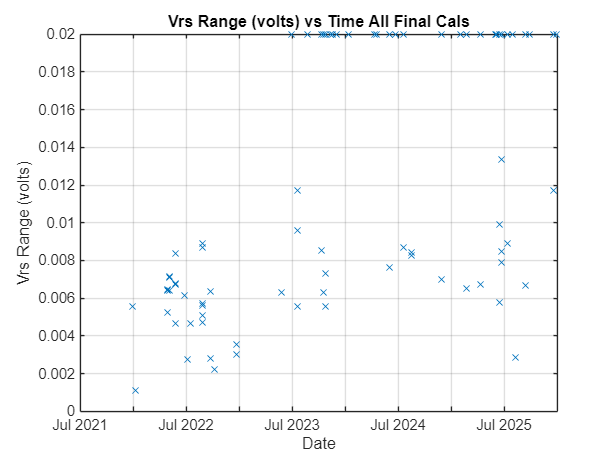 Vrs Range (volts) vs Time All Final Cals
0.02
0.018
0.016
0.014
0.012
0.01
0.008
0.006
0.004
0.002
0
Vrs Range (volts)
Jul 2021 Jul 2022 Jul 2023 Jul 2024 Jul 2025
Date